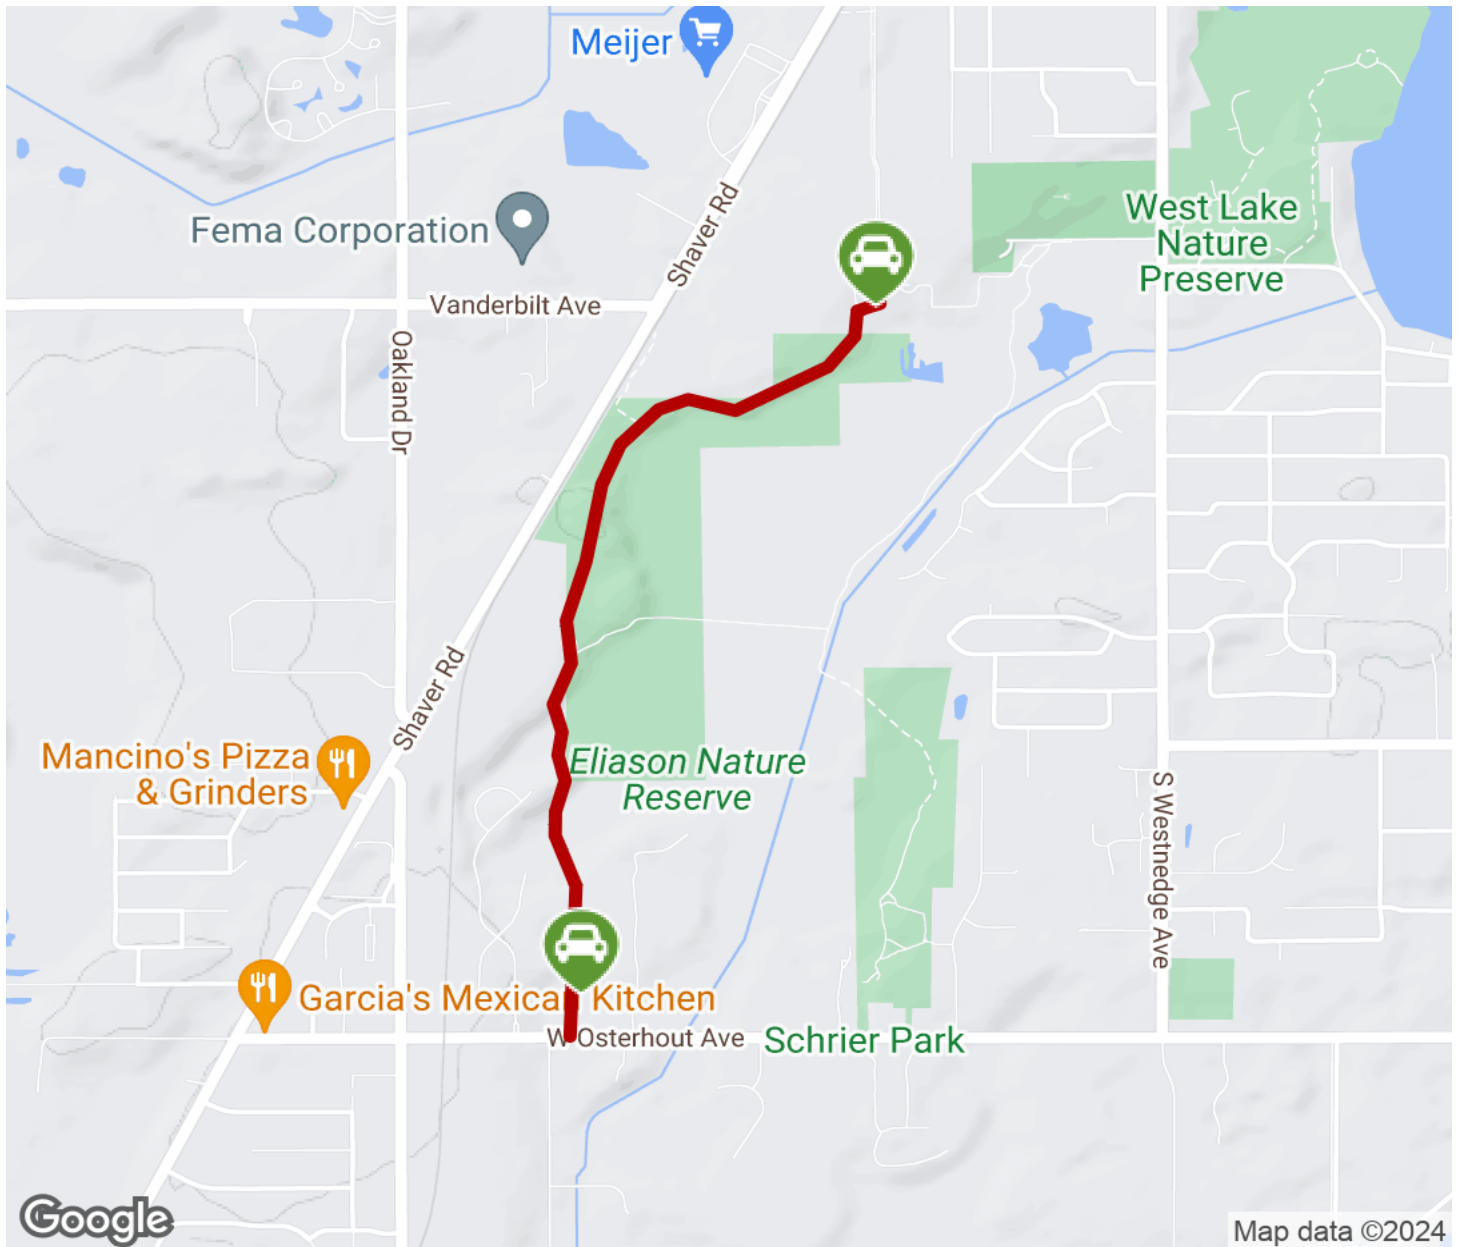 Meijer
Shaver Rd
West Lake
Nature
Preserve
Fema Corporation
Vanderbilt Ave
Oakland Dr
Shaver Rd
Mancino's Pizza
& Grinders
Eliason Nature
Reserve
S Westnedge Ave
Garcia's Mexican Kitchen
W Osterhout Ave
Schrier Park
Google
Map data ©2024